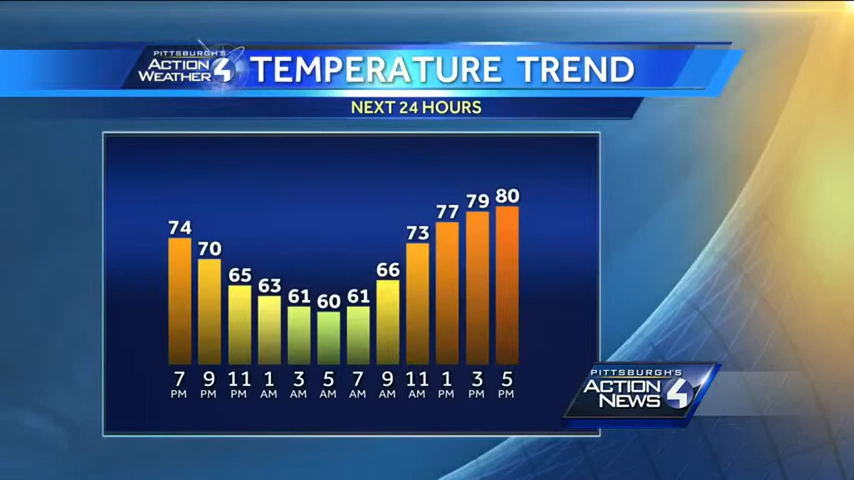 PITTSBURGH'S
ACTION
WEATHER 4
TEMPERATURE TREND
NEXT 24 HOURS
74 70 65 63 61 60 61 66 73 77 79 80
7 9 11 1 3 5 7 9 11 1 3 5
PM PM PM AM AM AM AM AM AM PM PM PM
PITTSBURGH'S
ACTION
NEWS 4